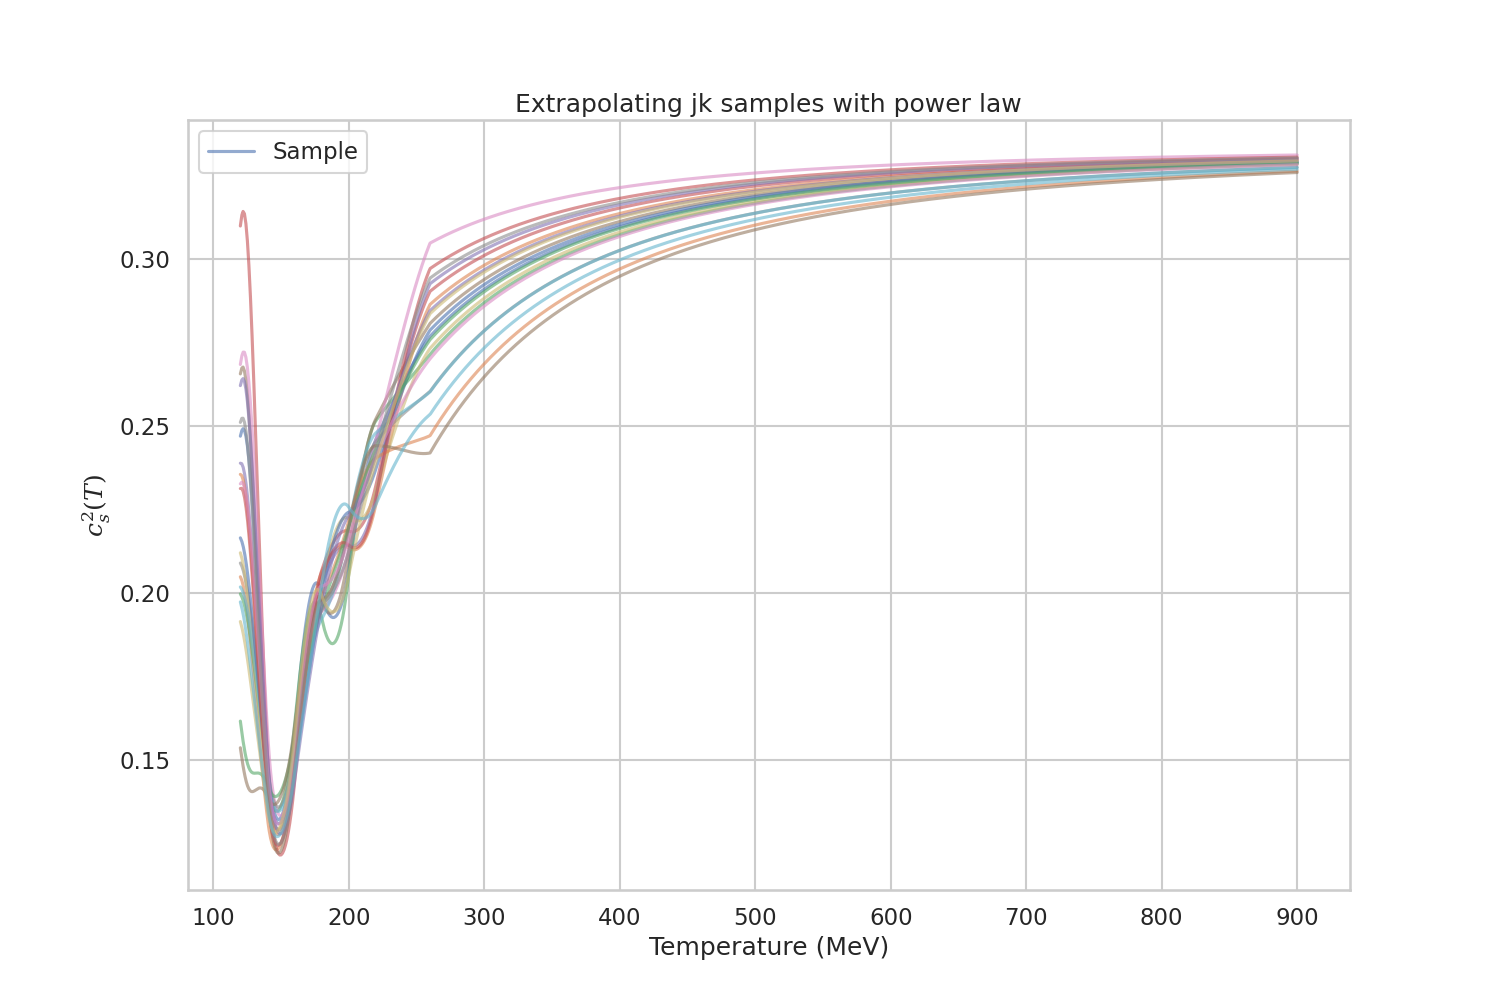 Extrapolating jk samples with power law
Sample
0.30
0.25
0.20
0.15
c_s^2(T)
100 200 300 400 500 600 700 800 900
Temperature (MeV)